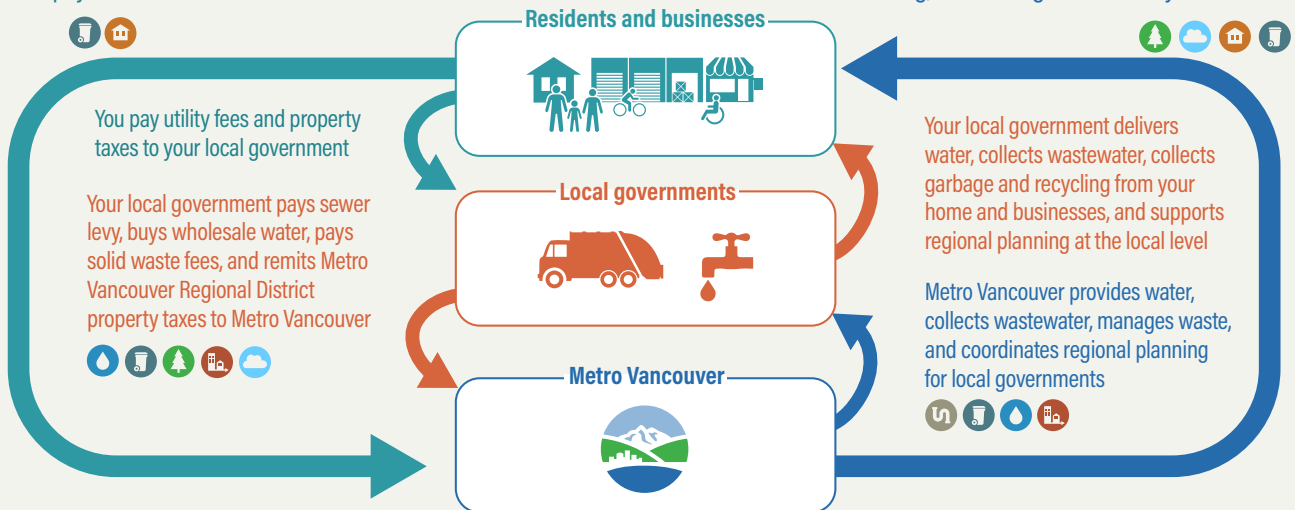 Residents and businesses
You pay utility fees and property
taxes to your local government
Your local government pays sewer
levy, buys wholesale water, pays
solid waste fees, and remits Metro
Vancouver Regional District
property taxes to Metro Vancouver
Local governments
Metro Vancouver
Your local government delivers
water, collects wastewater, collects
garbage and recycling from your
home and businesses, and supports
regional planning at the local level
Metro Vancouver provides water,
collects wastewater, manages waste,
and coordinates regional planning
for local governments